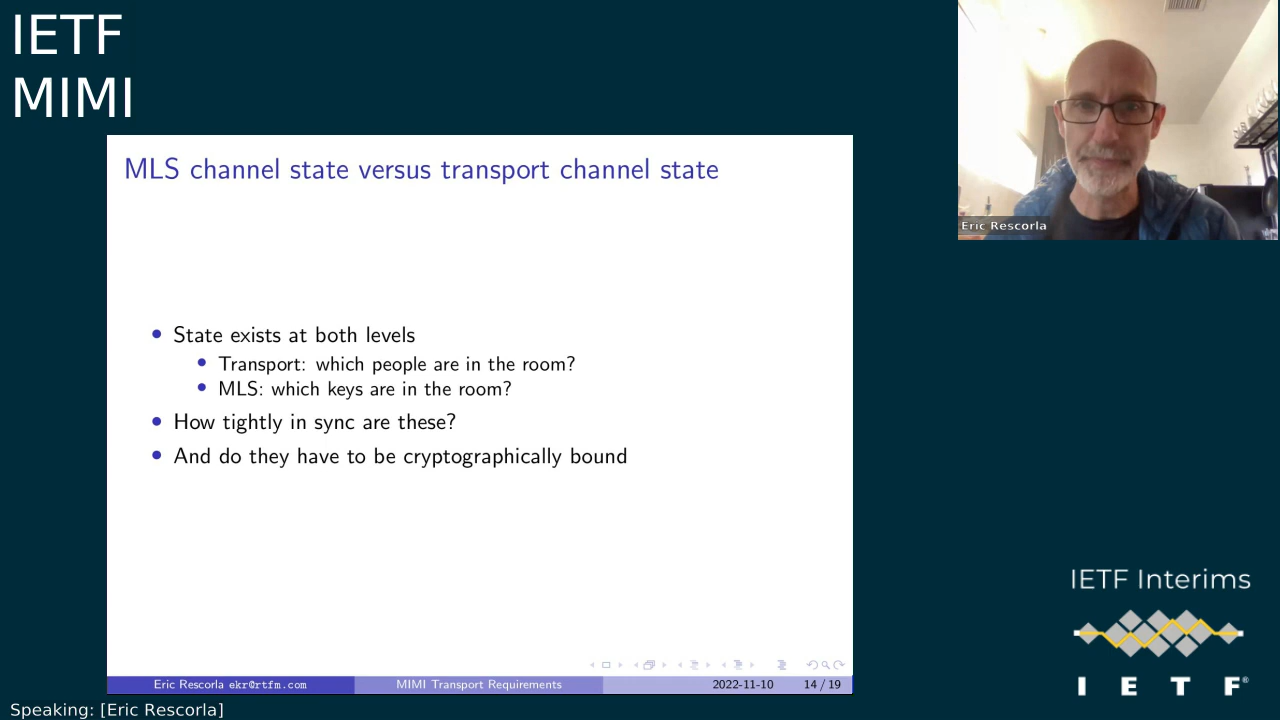 IETF
MIMI
Eric Rescorla
MLS channel state versus transport channel state
State exists at both levels
Transport: which people are in the room?
MLS: which keys are in the room?
How tightly in sync are these?
And do they have to be cryptographically bound
Eric Rescorla ekr@rtfm.com MIMI Transport Requirements 2022-11-10 14 / 19
IETF Interims
I E T F®
Speaking: [Eric Rescorla]